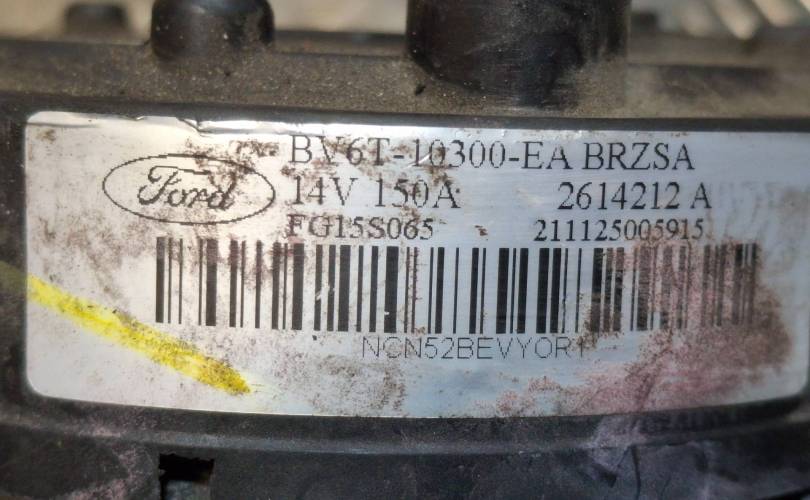 Ford
BV6T-10300-EA BRZSA
14V 150A 2614212 A
FG15S065 211125005915
NCN52BEVYOR1